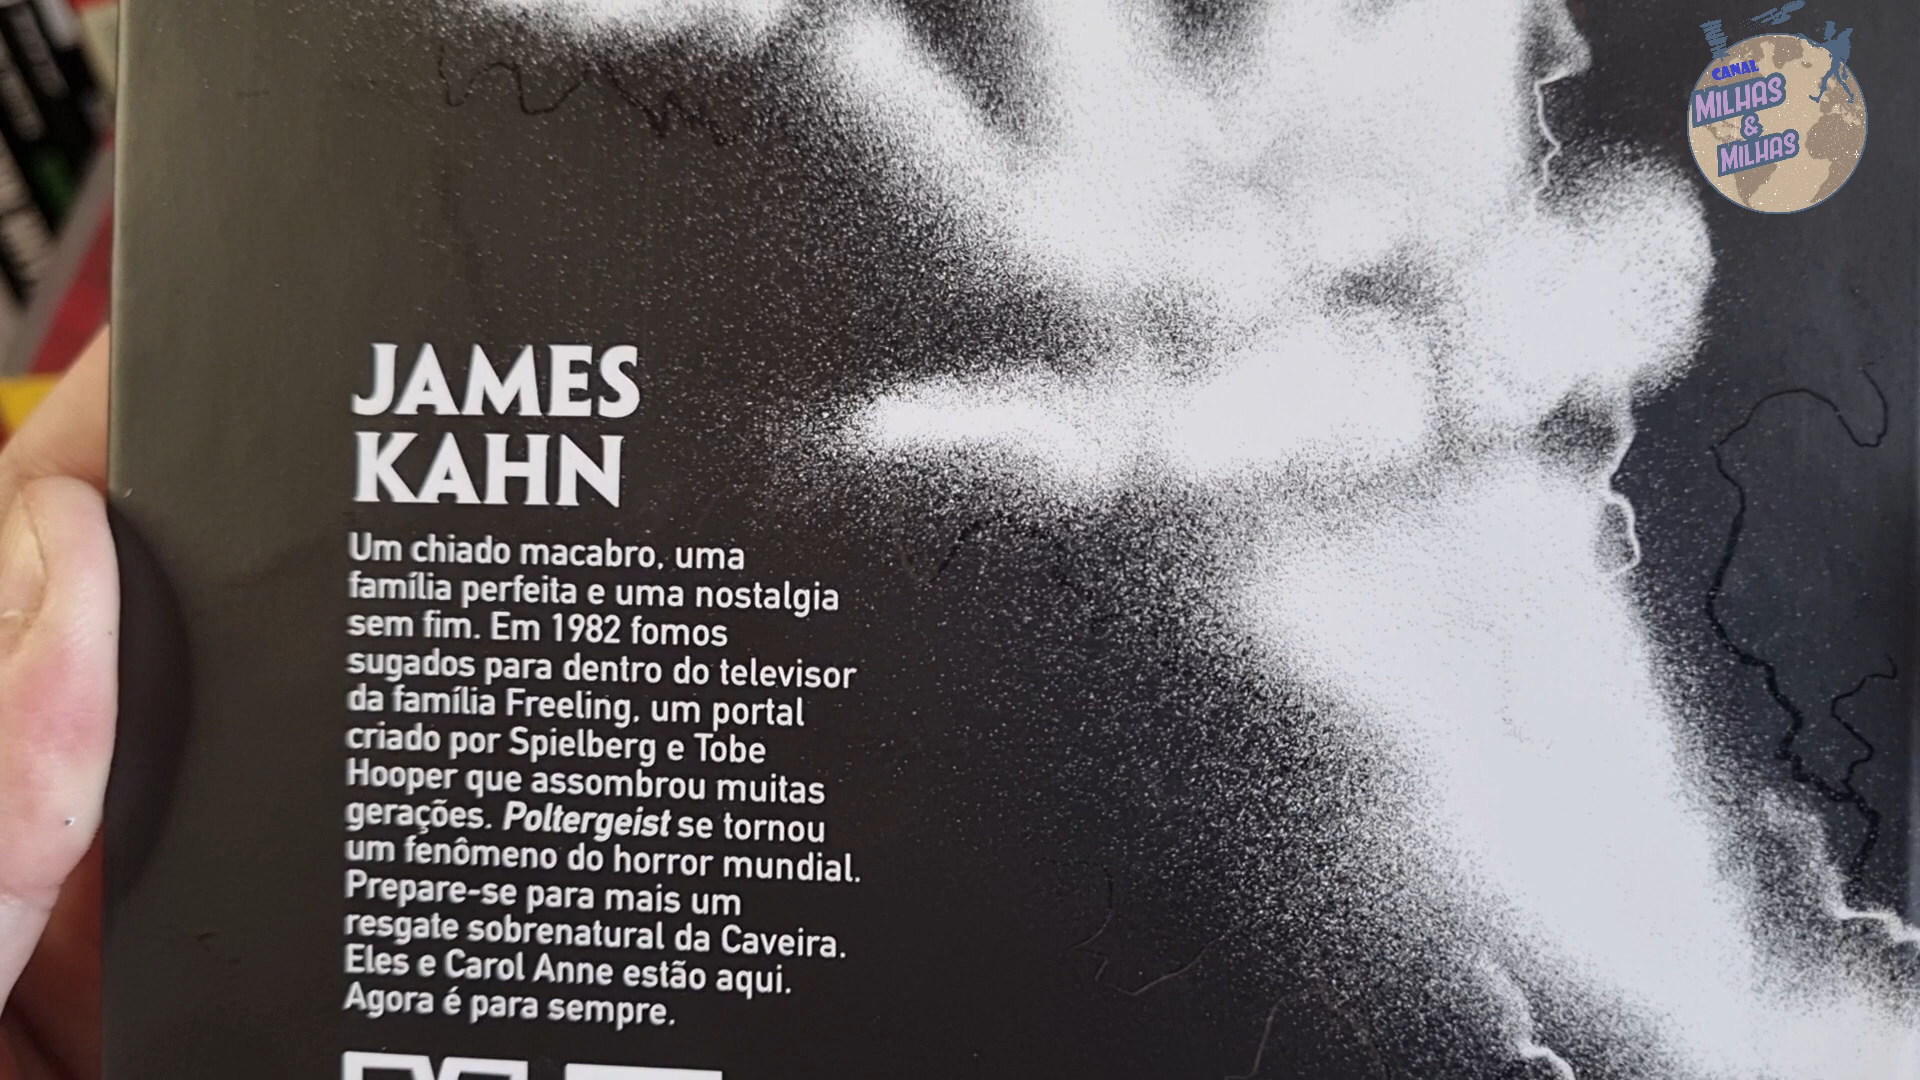 CANAL
MILHAS
&
MILHAS
JAMES
KAHN
Um chiado macabro, uma
família perfeita e uma nostalgia
sem fim. Em 1982 fomos
sugados para dentro do televisor
da família Freeling, um portal
criado por Spielberg e Tobe
Hooper que assombrou muitas
gerações. Poltergeist se tornou
um fenômeno do horror mundial.
Prepare-se para mais um
resgate sobrenatural da Caveira.
Eles e Carol Anne estão aqui.
Agora é para sempre.